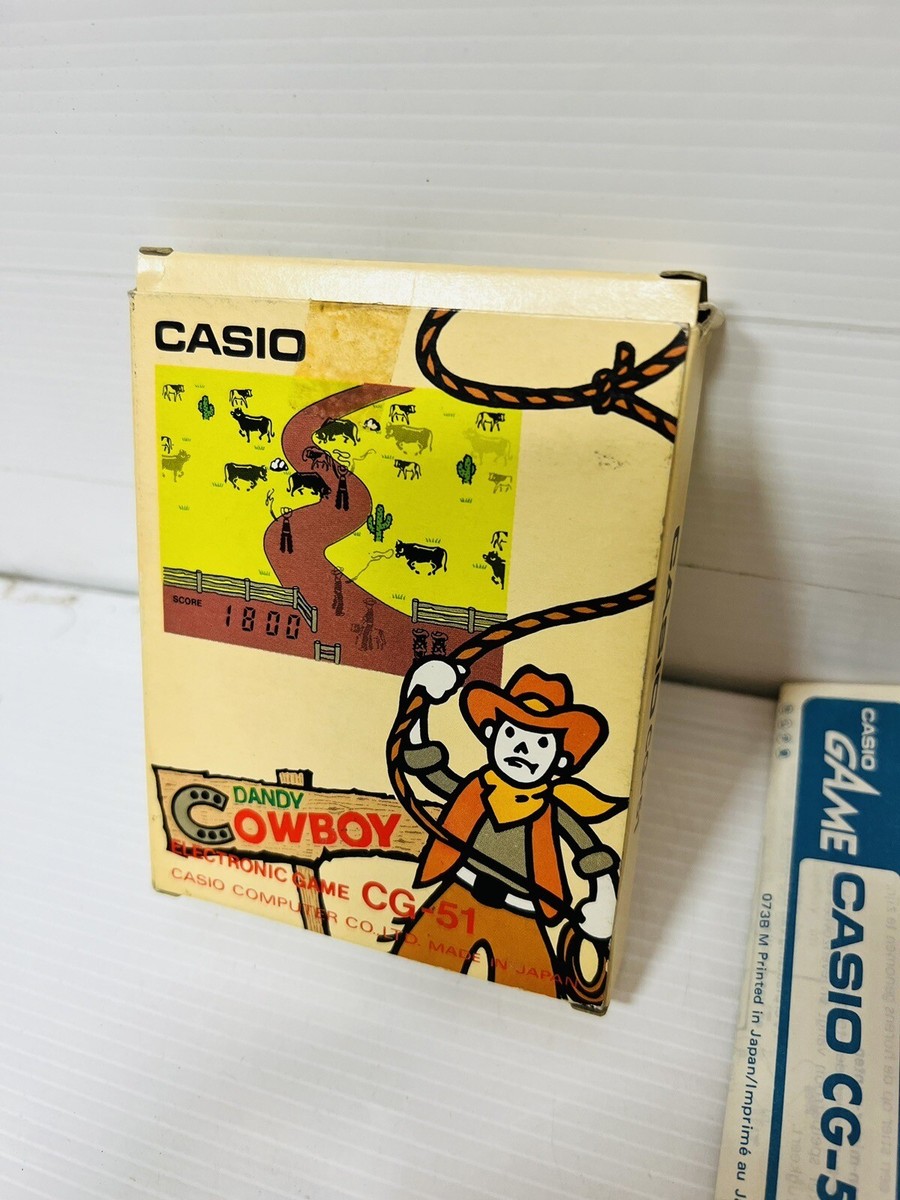 CASIO
SCORE
1800
DANDY
COWBOY
ELECTRONIC GAME CG-51
CASIO COMPUTER CO., LTD. MADE IN JAPAN
CASIO
GAME CASIO CG-5
073B M Printed in Japan/Imprimé au J